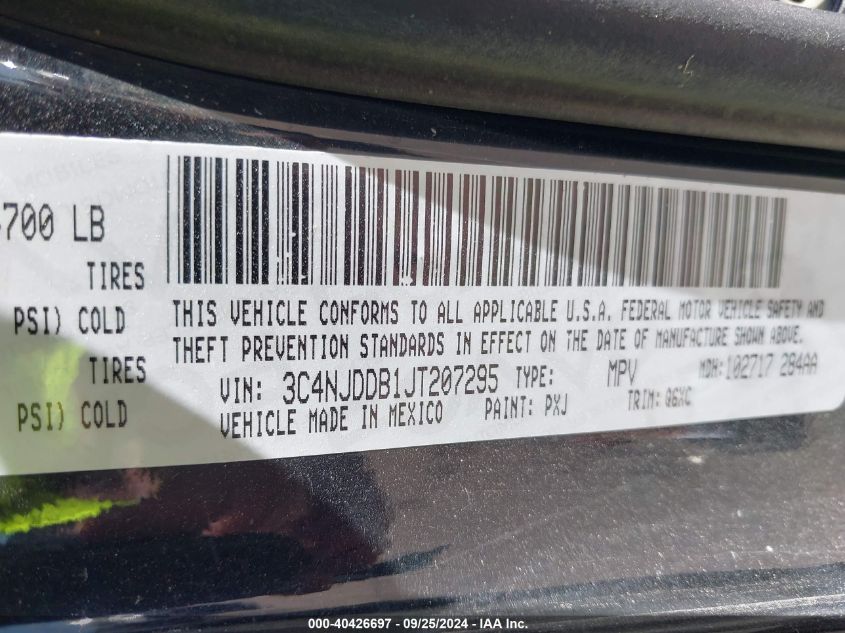 700 LB
TIRES
PSI) COLD
TIRES
PSI) COLD
THIS VEHICLE CONFORMS TO ALL APPLICABLE U.S.A. FEDERAL MOTOR VEHICLE SAFETY AND
THEFT PREVENTION STANDARDS IN EFFECT ON THE DATE OF MANUFACTURE SHOWN ABOVE.
VIN: 3C4NJDDB1JT207295 TYPE: MPV MDH: 102717 284AA
VEHICLE MADE IN MEXICO PAINT: PXJ TRIM: Q6XC
000-40426697 - 09/25/2024 - IAA Inc.